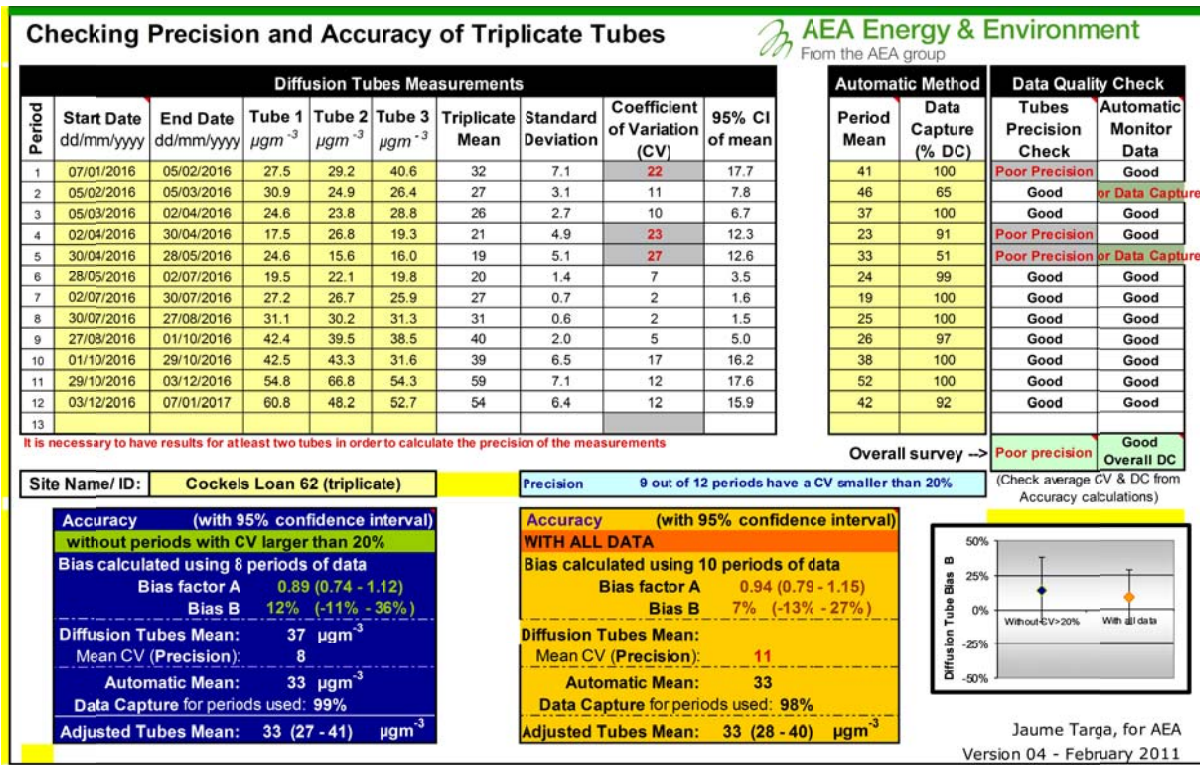 Checking Precision and Accuracy of Triplicate Tubes
AEA Energy & Environment
From the AEA group
Diffusion Tubes Measurements
Automatic Method
Data Quality Check
Period Start Date dd/mm/yyyy End Date dd/mm/yyyy Tube 1 µgm-3 Tube 2 µgm-3 Tube 3 µgm-3 Triplicate Mean Standard Deviation Coefficient of Variation (CV) 95% CI of mean Period Mean Data Capture (% DC) Tubes Precision Check Automatic Monitor Data
1 07/01/2016 05/02/2016 27.5 29.2 40.6 32 7.1 22 17.7 41 100 Poor Precision Good
2 05/02/2016 05/03/2016 30.9 24.9 26.4 27 3.1 11 7.8 46 65 Good or Data Capture
3 05/03/2016 02/04/2016 24.6 23.8 28.8 26 2.7 10 6.7 37 100 Good Good
4 02/04/2016 30/04/2016 17.5 26.8 19.3 21 4.9 23 12.3 23 91 Poor Precision Good
5 30/04/2016 28/05/2016 24.6 15.6 16.0 19 5.1 27 12.6 33 51 Poor Precision or Data Capture
6 28/05/2016 02/07/2016 19.5 22.1 19.8 20 1.4 7 3.5 24 99 Good Good
7 02/07/2016 30/07/2016 27.2 26.7 25.9 27 0.7 2 1.6 19 100 Good Good
8 30/07/2016 27/08/2016 31.1 30.2 31.3 31 0.6 2 1.5 25 100 Good Good
9 27/08/2016 01/10/2016 42.4 39.5 38.5 40 2.0 5 5.0 26 97 Good Good
10 01/10/2016 29/10/2016 42.5 43.3 31.6 39 6.5 17 16.2 38 100 Good Good
11 29/10/2016 03/12/2016 54.8 66.8 54.3 59 7.1 12 17.6 52 100 Good Good
12 03/12/2016 07/01/2017 60.8 48.2 52.7 54 6.4 12 15.9 42 92 Good Good
13
It is necessary to have results for at least two tubes in order to calculate the precision of the measurements
Overall survey --> Poor precision Good Overall DC
Site Name/ ID: Cockels Loan 62 (triplicate)
Precision 9 out of 12 periods have a CV smaller than 20%
(Check average CV & DC from
Accuracy calculations)
Accuracy (with 95% confidence interval)
without periods with CV larger than 20%
Bias calculated using 8 periods of data
Bias factor A 0.89 (0.74 - 1.12)
Bias B 12% (-11% - 36%)
Diffusion Tubes Mean: 37 µgm-3
Mean CV (Precision): 8
Automatic Mean: 33 µgm-3
Data Capture for periods used: 99%
Adjusted Tubes Mean: 33 (27 - 41) µgm-3
Accuracy (with 95% confidence interval)
WITH ALL DATA
Bias calculated using 10 periods of data
Bias factor A 0.94 (0.79 - 1.15)
Bias B 7% (-13% - 27%)
Diffusion Tubes Mean:
Mean CV (Precision): 11
Automatic Mean: 33
Data Capture for periods used: 98%
Adjusted Tubes Mean: 33 (28 - 40) µgm-3
Diffusion Tube Bias B
50%
25%
0%
-25%
-50%
Without CV>20%
With all data
Jaume Targa, for AEA
Version 04 - February 2011